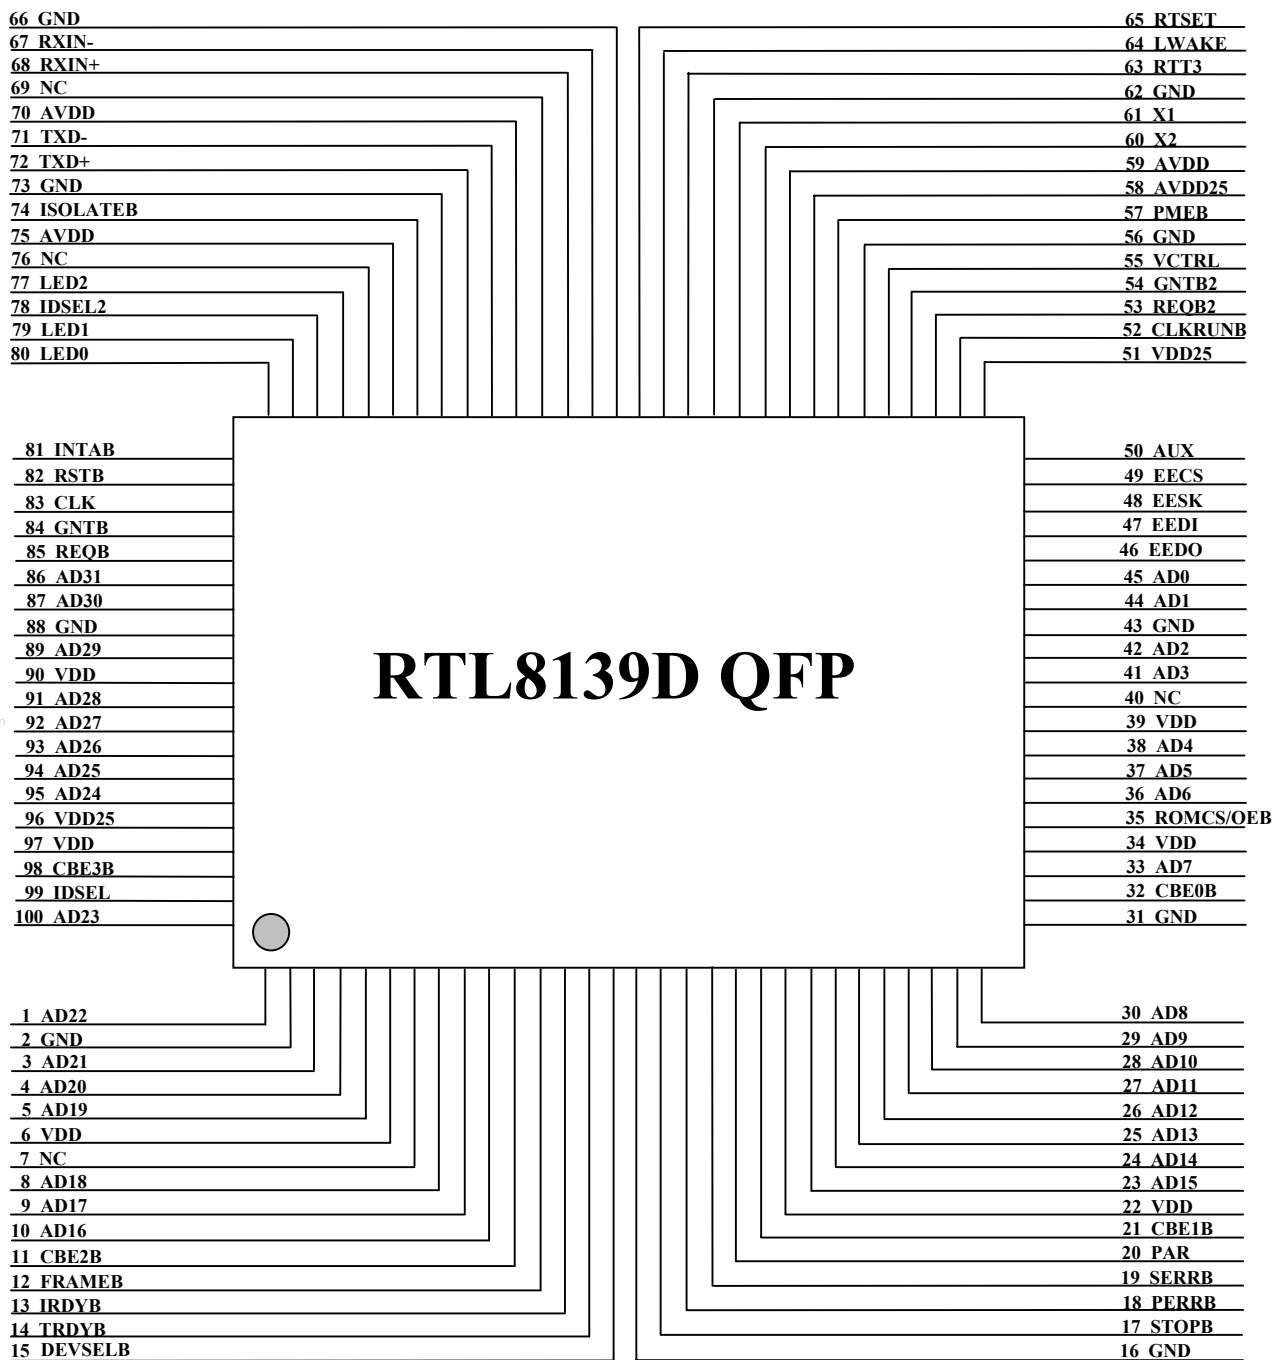 66 GND
67 RXIN-
68 RXIN+
69 NC
70 AVDD
71 TXD-
72 TXD+
73 GND
74 ISOLATEB
75 AVDD
76 NC
77 LED2
78 IDSEL2
79 LED1
80 LED0
65 RTSET
64 LWAKE
63 RTT3
62 GND
61 X1
60 X2
59 AVDD
58 AVDD25
57 PMEB
56 GND
55 VCTRL
54 GNTB2
53 REQB2
52 CLKRUNB
51 VDD25
81 INTAB
82 RSTB
83 CLK
84 GNTB
85 REQB
86 AD31
87 AD30
88 GND
89 AD29
90 VDD
91 AD28
92 AD27
93 AD26
94 AD25
95 AD24
96 VDD25
97 VDD
98 CBE3B
99 IDSEL
100 AD23
RTL8139D QFP
50 AUX
49 EECS
48 EESK
47 EEDI
46 EEDO
45 AD0
44 AD1
43 GND
42 AD2
41 AD3
40 NC
39 VDD
38 AD4
37 AD5
36 AD6
35 ROMCS/OEB
34 VDD
33 AD7
32 CBE0B
31 GND
1 AD22
2 GND
3 AD21
4 AD20
5 AD19
6 VDD
7 NC
8 AD18
9 AD17
10 AD16
11 CBE2B
12 FRAMEB
13 IRDYB
14 TRDYB
15 DEVSELB
30 AD8
29 AD9
28 AD10
27 AD11
26 AD12
25 AD13
24 AD14
23 AD15
22 VDD
21 CBE1B
20 PAR
19 SERRB
18 PERRB
17 STOPB
16 GND